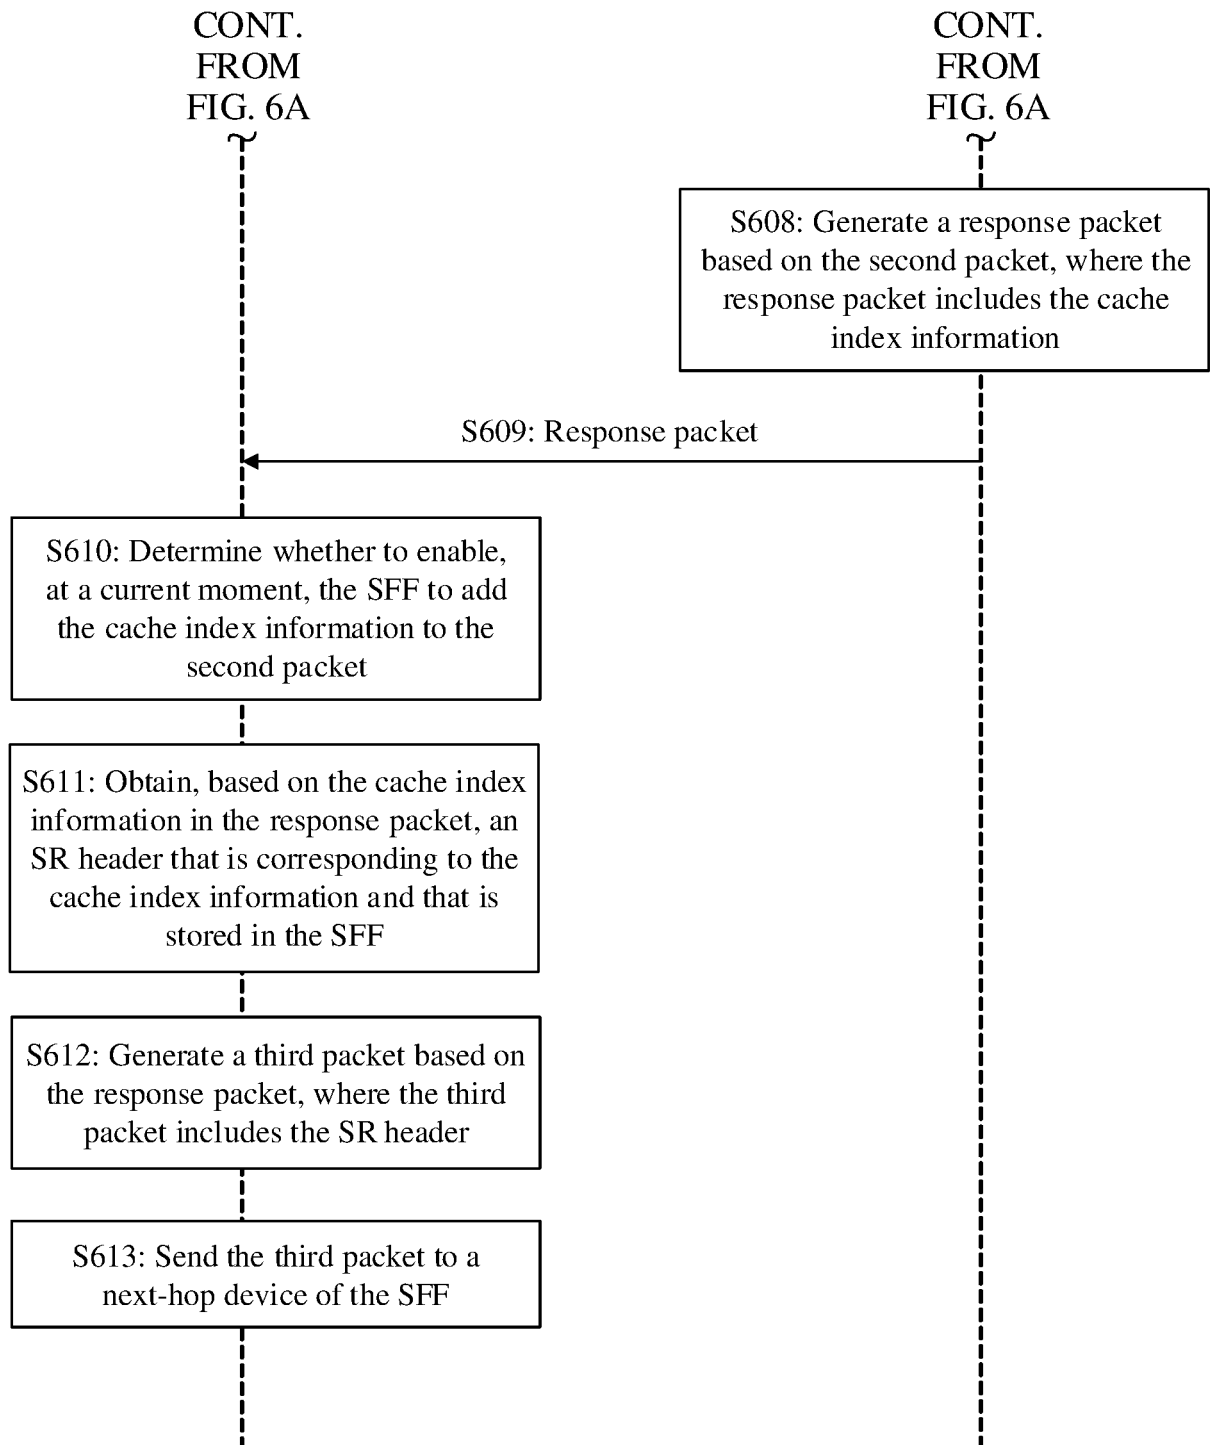 CONT.
FROM
FIG. 6A
CONT.
FROM
FIG. 6A
S608: Generate a response packet
based on the second packet, where the
response packet includes the cache
index information
S609: Response packet
S610: Determine whether to enable,
at a current moment, the SFF to add
the cache index information to the
second packet
S611: Obtain, based on the cache index
information in the response packet, an
SR header that is corresponding to the
cache index information and that is
stored in the SFF
S612: Generate a third packet based on
the response packet, where the third
packet includes the SR header
S613: Send the third packet to a
next-hop device of the SFF